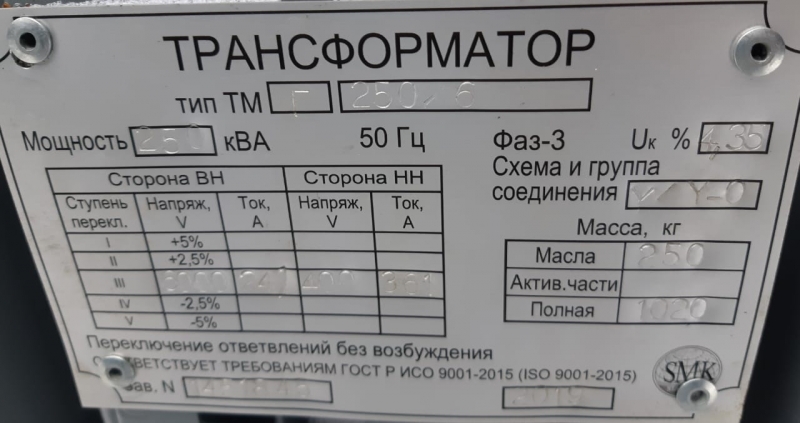 ТРАНСФОРМАТОР
тип ТМ Г 250/6
Мощность 250 кВА 50 Гц Фаз-3 Uк % 4,35
Схема и группа
соединения У/У-0
Сторона ВН Сторона НН
Ступень перекл. Напряж, V Ток, А Напряж, V Ток, А
I +5%
II +2,5%
III 6000 400 361
IV -2,5%
V -5%
Масса, кг
Масла 250
Актив.части
Полная 1020
Переключение ответвлений без возбуждения
СООТВЕТСТВУЕТ ТРЕБОВАНИЯМ ГОСТ Р ИСО 9001-2015 (ISO 9001-2015)
Зав. N
2019
SMK